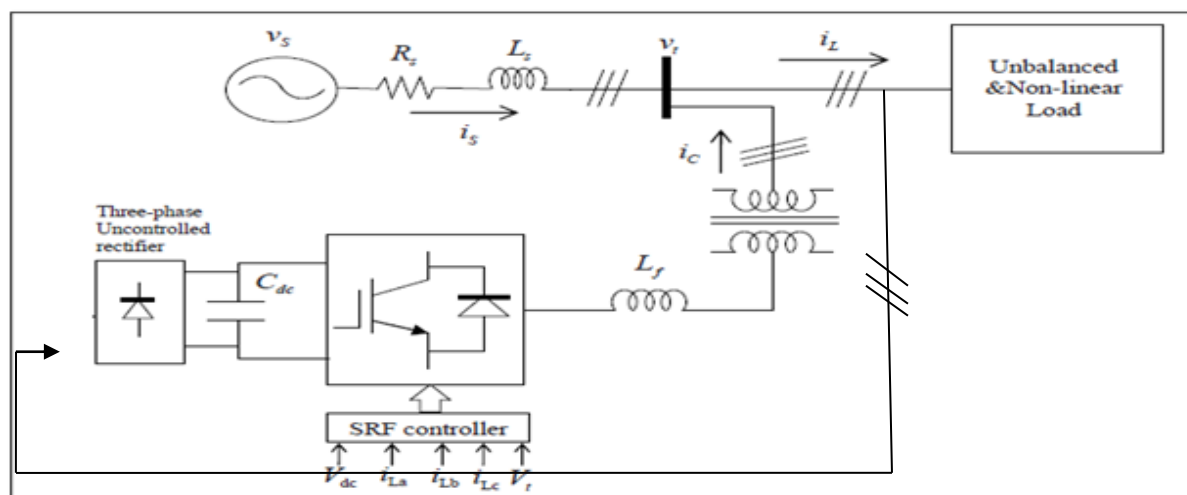 v_S
R_s
L_s
v_t
i_L
Unbalanced
&Non-linear
Load
i_S
i_C
Three-phase
Uncontrolled
rectifier
C_dc
L_f
SRF controller
V_dc i_La i_Lb i_Lc V_t